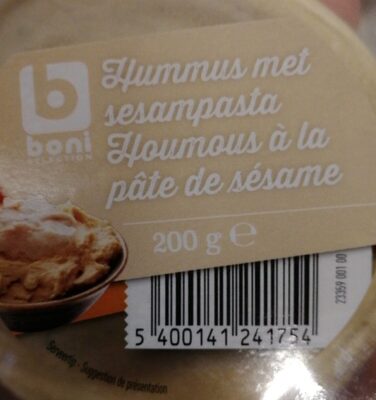 boni
SELECTION
Hummus met
sesampasta
Houmous à la
pâte de sésame
200 g ℮
5 400141 241754
23359 001 00
Serveertip - Suggestion de présentation